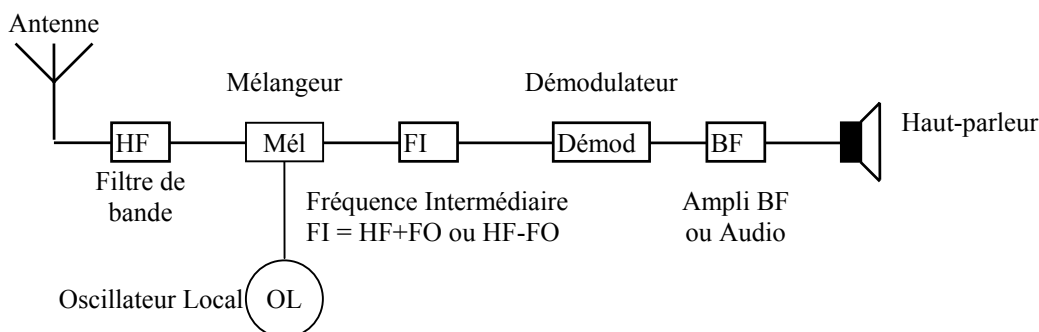 Antenne
Mélangeur
Démodulateur
HF
Mél
FI
Démod
BF
Haut-parleur
Filtre de
bande
Fréquence Intermédiaire
FI = HF+FO ou HF-FO
Ampli BF
ou Audio
Oscillateur Local
OL